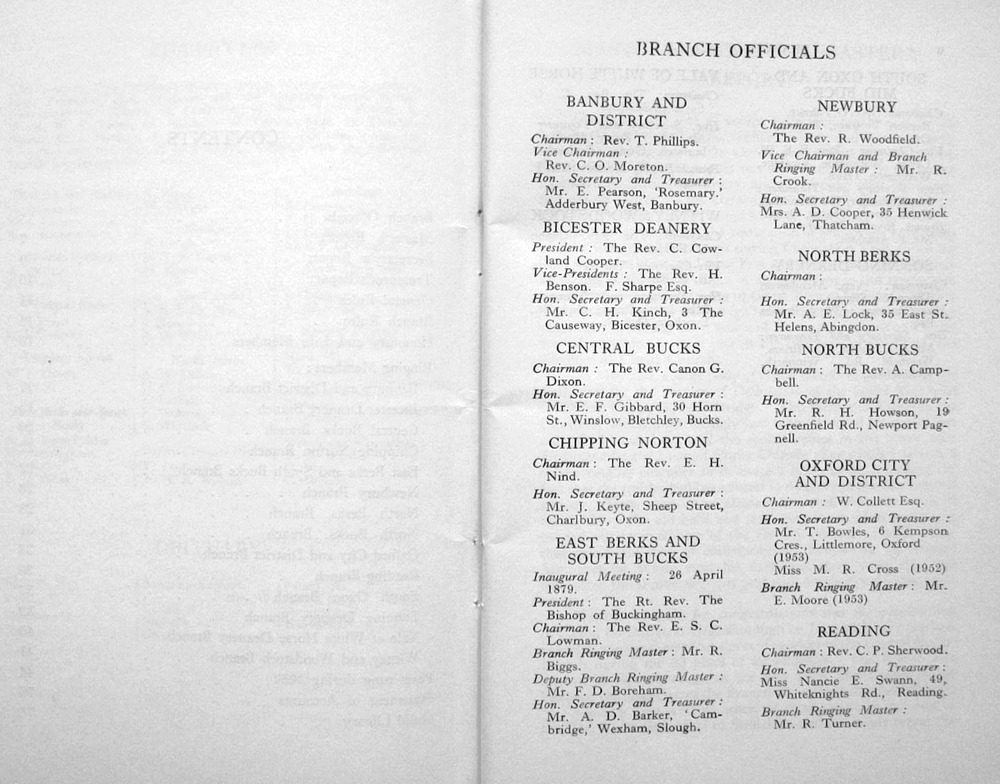 BRANCH OFFICIALS
BANBURY AND
DISTRICT
Chairman : Rev. T. Phillips.
Vice Chairman :
Rev. C. O. Moreton.
Hon. Secretary and Treasurer :
Mr. E. Pearson, 'Rosemary.'
Adderbury West, Banbury.
BICESTER DEANERY
President : The Rev. C. Cow-
land Cooper.
Vice-Presidents : The Rev. H.
Benson. F. Sharpe Esq.
Hon. Secretary and Treasurer :
Mr. C. H. Kinch, 3 The
Causeway, Bicester, Oxon.
CENTRAL BUCKS
Chairman : The Rev. Canon G.
Dixon.
Hon. Secretary and Treasurer :
Mr. E. F. Gibbard, 30 Horn
St., Winslow, Bletchley, Bucks.
CHIPPING NORTON
Chairman : The Rev. E. H.
Nind.
Hon. Secretary and Treasurer :
Mr. J. Keyte, Sheep Street,
Charlbury, Oxon.
EAST BERKS AND
SOUTH BUCKS
Inaugural Meeting : 26 April
1879.
President : The Rt. Rev. The
Bishop of Buckingham.
Chairman : The Rev. E. S. C.
Lowman.
Branch Ringing Master : Mr. R.
Biggs.
Deputy Branch Ringing Master :
Mr. F. D. Boreham.
Hon. Secretary and Treasurer :
Mr. A. D. Barker, 'Cam-
bridge,' Wexham, Slough.
NEWBURY
Chairman :
The Rev. R. Woodfield.
Vice Chairman and Branch
Ringing Master : Mr. R.
Crook.
Hon. Secretary and Treasurer :
Mrs. A. D. Cooper, 35 Henwick
Lane, Thatcham.
NORTH BERKS
Chairman :
Hon. Secretary and Treasurer :
Mr. A. E. Lock, 35 East St.
Helens, Abingdon.
NORTH BUCKS
Chairman : The Rev. A. Camp-
bell.
Hon. Secretary and Treasurer :
Mr. R. H. Howson, 19
Greenfield Rd., Newport Pag-
nell.
OXFORD CITY
AND DISTRICT
Chairman : W. Collett Esq.
Hon. Secretary and Treasurer :
Mr. T. Bowles, 6 Kempson
Cres., Littlemore, Oxford
(1953)
Miss M. R. Cross (1952)
Branch Ringing Master : Mr.
E. Moore (1953)
READING
Chairman : Rev. C. P. Sherwood.
Hon. Secretary and Treasurer :
Miss Nancie E. Swann, 49,
Whiteknights Rd., Reading.
Branch Ringing Master :
Mr. R. Turner.